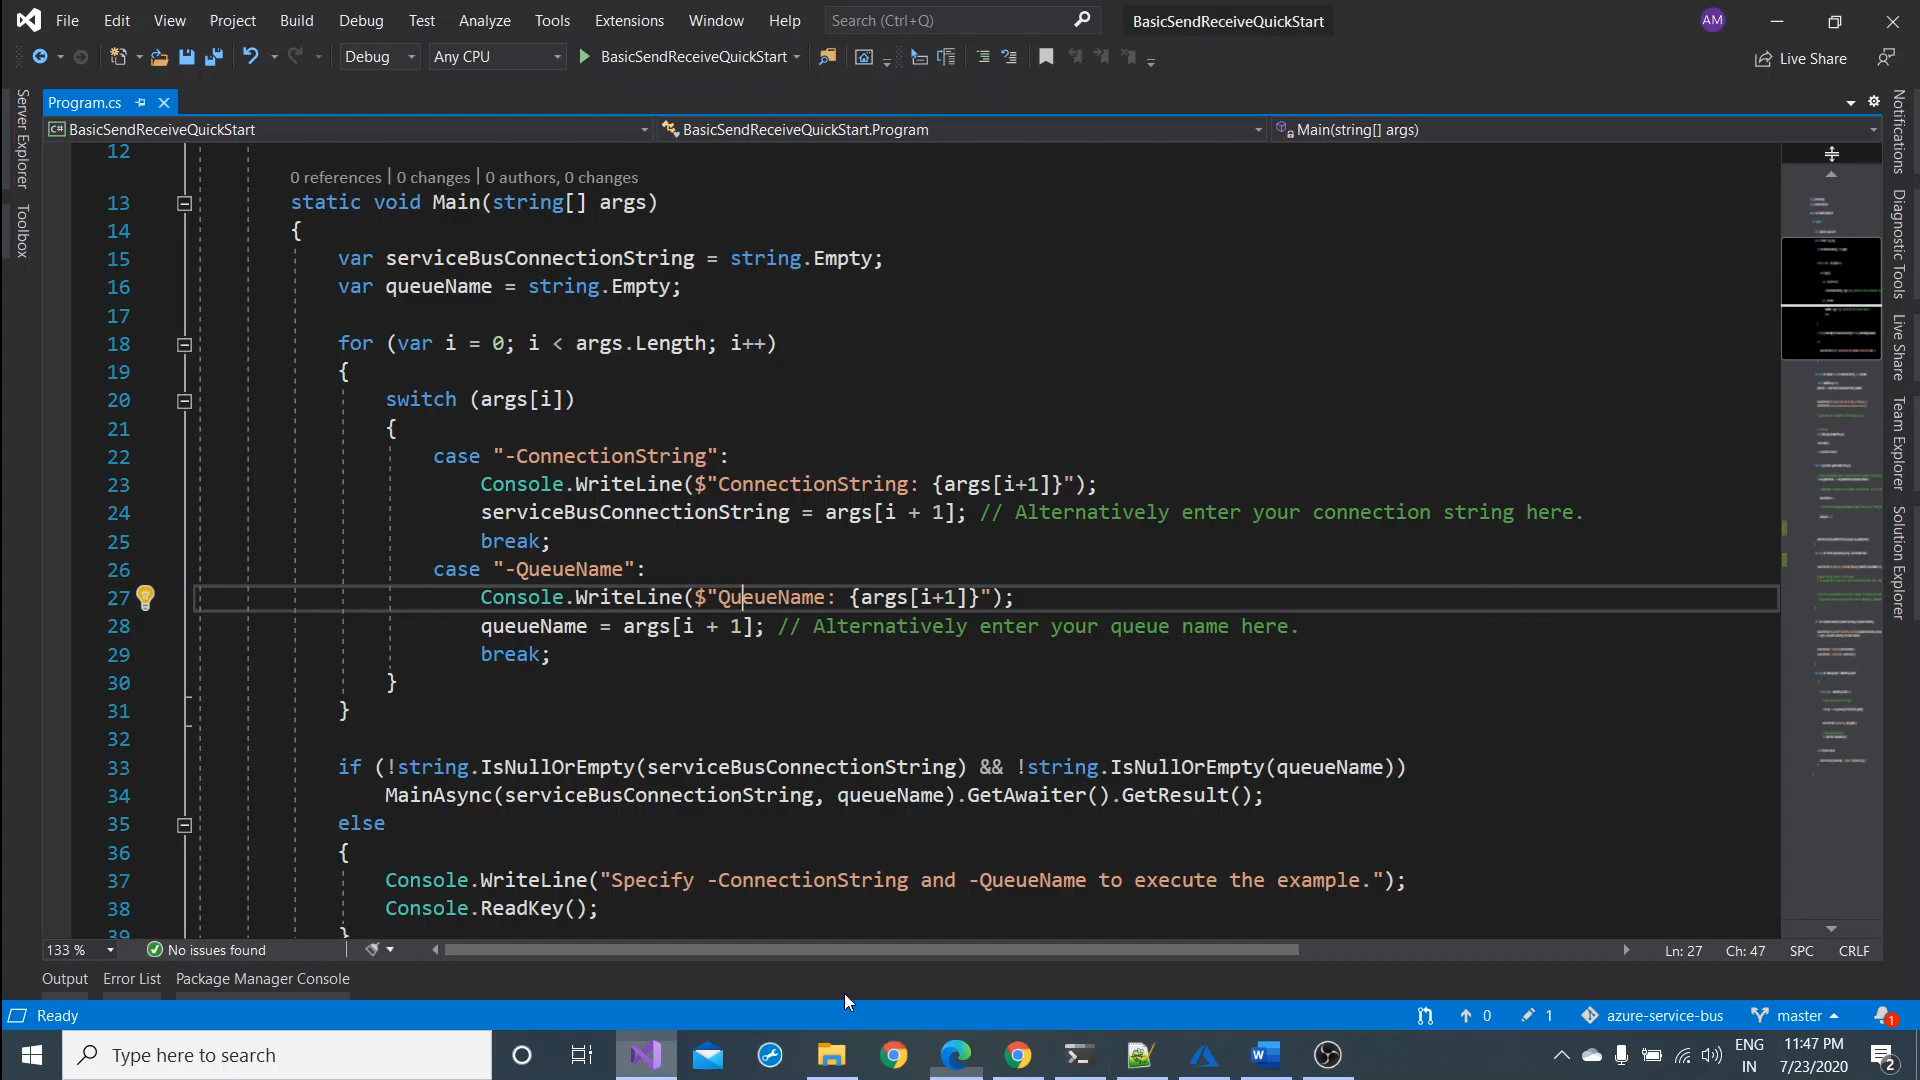 File Edit View Project Build Debug Test Analyze Tools Extensions Window Help Search (Ctrl+Q) BasicSendReceiveQuickStart AM
Debug Any CPU BasicSendReceiveQuickStart Live Share
Server Explorer
Toolbox
Program.cs
BasicSendReceiveQuickStart BasicSendReceiveQuickStart.Program Main(string[] args)
12
0 references | 0 changes | 0 authors, 0 changes
13 static void Main(string[] args)
14 {
15 var serviceBusConnectionString = string.Empty;
16 var queueName = string.Empty;
17
18 for (var i = 0; i < args.Length; i++)
19 {
20 switch (args[i])
21 {
22 case "-ConnectionString":
23 Console.WriteLine($"ConnectionString: {args[i+1]}");
24 serviceBusConnectionString = args[i + 1]; // Alternatively enter your connection string here.
25 break;
26 case "-QueueName":
27 Console.WriteLine($"QueueName: {args[i+1]}");
28 queueName = args[i + 1]; // Alternatively enter your queue name here.
29 break;
30 }
31 }
32
33 if (!string.IsNullOrEmpty(serviceBusConnectionString) && !string.IsNullOrEmpty(queueName))
34 MainAsync(serviceBusConnectionString, queueName).GetAwaiter().GetResult();
35 else
36 {
37 Console.WriteLine("Specify -ConnectionString and -QueueName to execute the example.");
38 Console.ReadKey();
39 }
Notifications
Diagnostic Tools
Live Share
Team Explorer
Solution Explorer
133 % No issues found Ln: 27 Ch: 47 SPC CRLF
Output Error List Package Manager Console
Ready 0 1 azure-service-bus master 1
Type here to search ENG IN 11:47 PM 7/23/2020 2